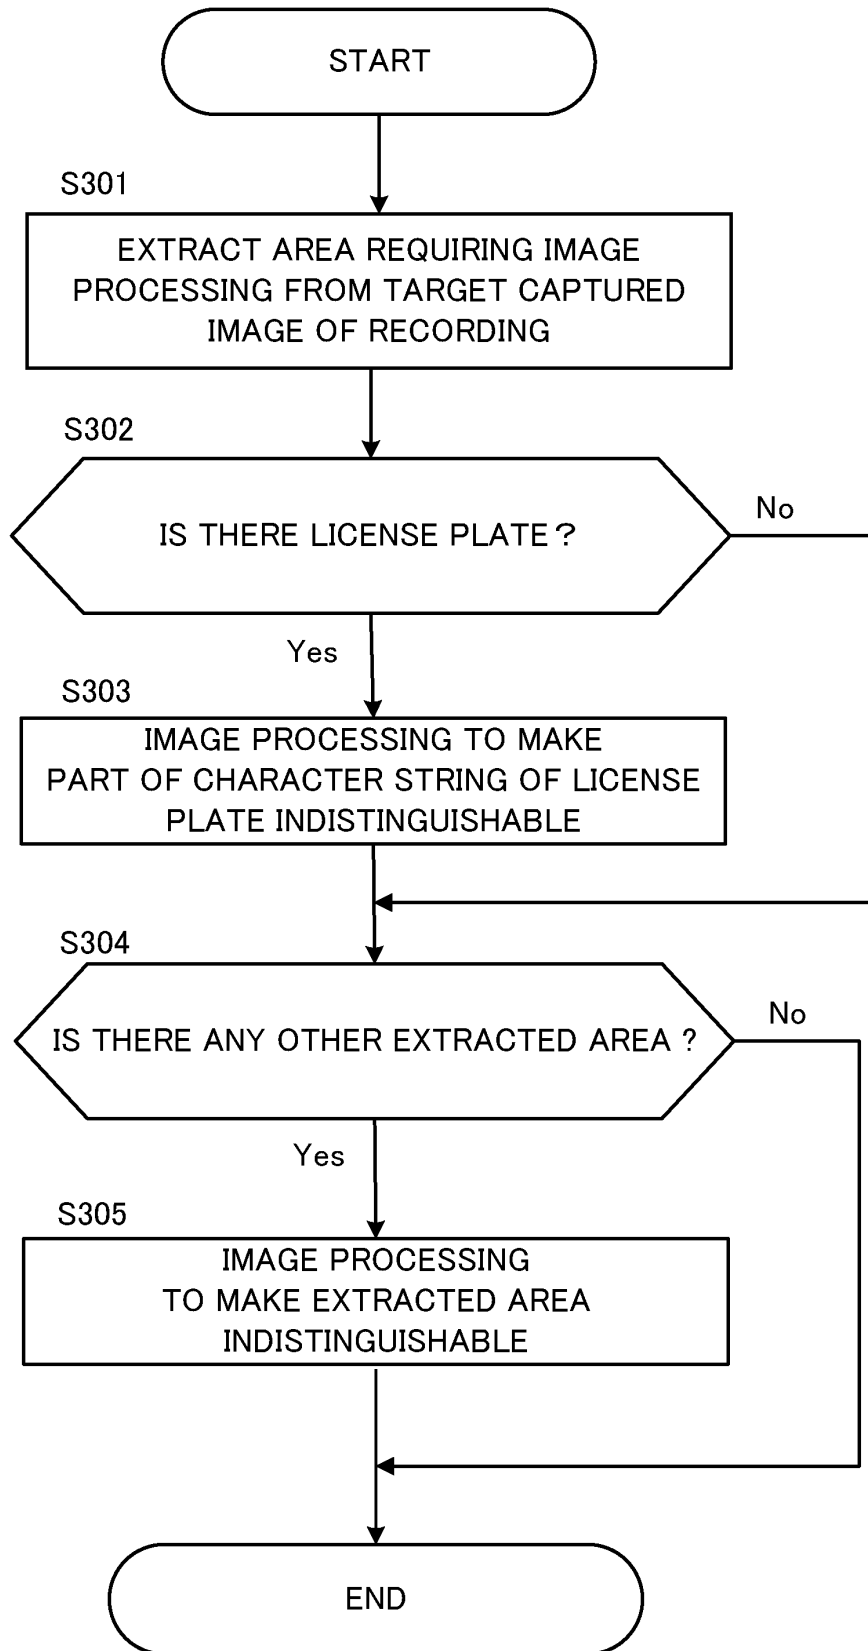 START
S301
EXTRACT AREA REQUIRING IMAGE
PROCESSING FROM TARGET CAPTURED
IMAGE OF RECORDING
S302
IS THERE LICENSE PLATE?
No
Yes
S303
IMAGE PROCESSING TO MAKE
PART OF CHARACTER STRING OF LICENSE
PLATE INDISTINGUISHABLE
S304
IS THERE ANY OTHER EXTRACTED AREA ?
No
Yes
S305
IMAGE PROCESSING
TO MAKE EXTRACTED AREA
INDISTINGUISHABLE
END